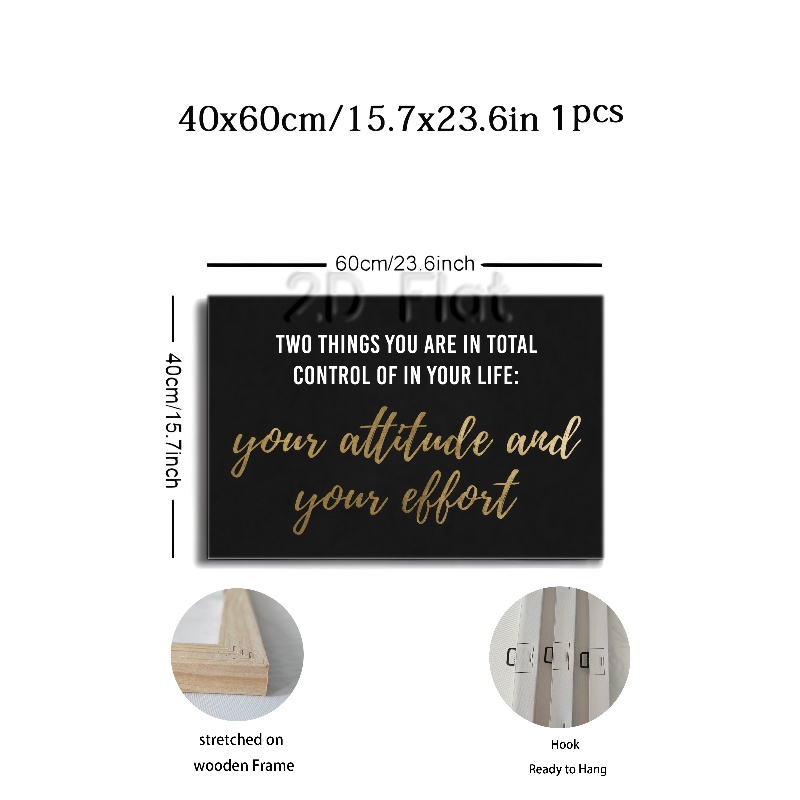 40x60cm/15.7x23.6in 1pcs
60cm/23.6inch
2D Flat
40cm/15.7inch
TWO THINGS YOU ARE IN TOTAL
CONTROL OF IN YOUR LIFE:
your attitude and
your effort
stretched on
wooden Frame
Hook
Ready to Hang